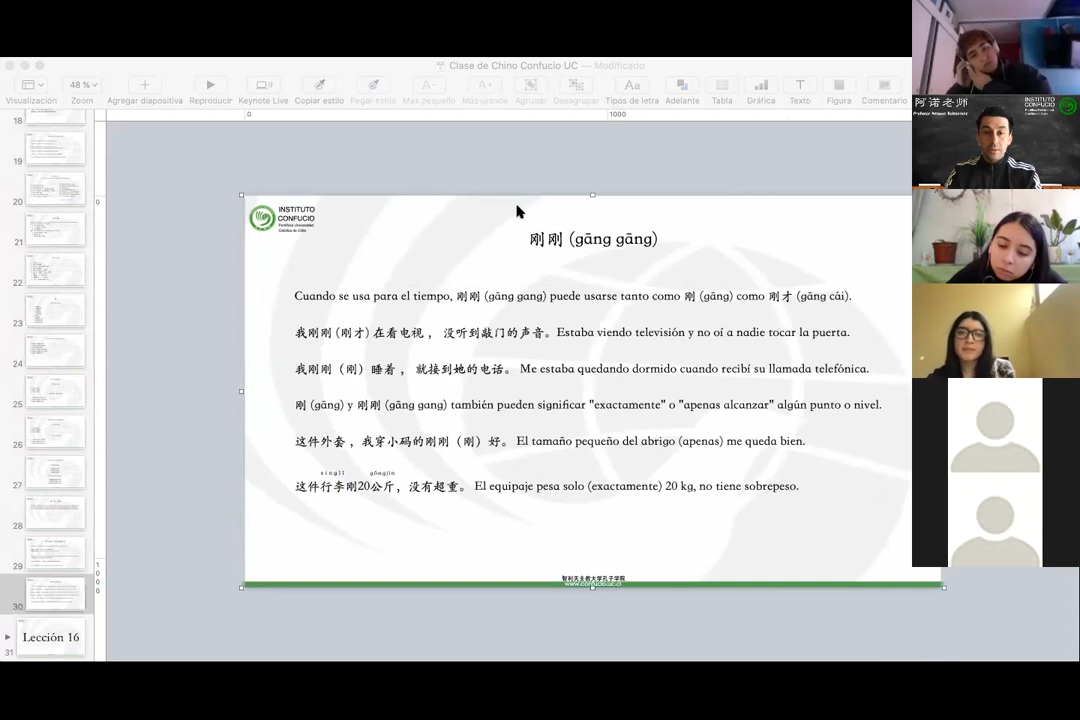 Clase de Chino Confucio UC — Modificado
48 %
Visualización Zoom Agregar diapositiva Reproducir Keynote Live Copiar estilo Pegar estilo Más pequeño Más grande Agrupar Desagrupar Tipos de letra Adelante Tabla Gráfica Texto Figura Comentario
0 1000
阿诺老师
INSTITUTO
CONFUCIO
18
19
20
21
22
23
24
25
26
27
28
29
30
Lección 16
31
0
1000
INSTITUTO
CONFUCIO
Pontificia Universidad
Católica de Chile
刚刚 (gāng gāng)
Cuando se usa para el tiempo, 刚刚 (gāng gang) puede usarse tanto como 刚 (gāng) como 刚才 (gāng cái).
我刚刚 (刚才) 在看电视， 没听到敲门的声音。Estaba viendo televisión y no oí a nadie tocar la puerta.
我刚刚（刚）睡着， 就接到她的电话。 Me estaba quedando dormido cuando recibí su llamada telefónica.
刚 (gāng) y 刚刚 (gāng gang) también pueden significar "exactamente" o "apenas alcanzar" algún punto o nivel.
这件外套，我穿小码的刚刚（刚）好。 El tamaño pequeño del abrigo (apenas) me queda bien.
xínglǐ gōngjīn
这件行李刚20公斤，没有超重。 El equipaje pesa solo (exactamente) 20 kg, no tiene sobrepeso.
智利天主教大学孔子学院
www.confucio.uc.cl